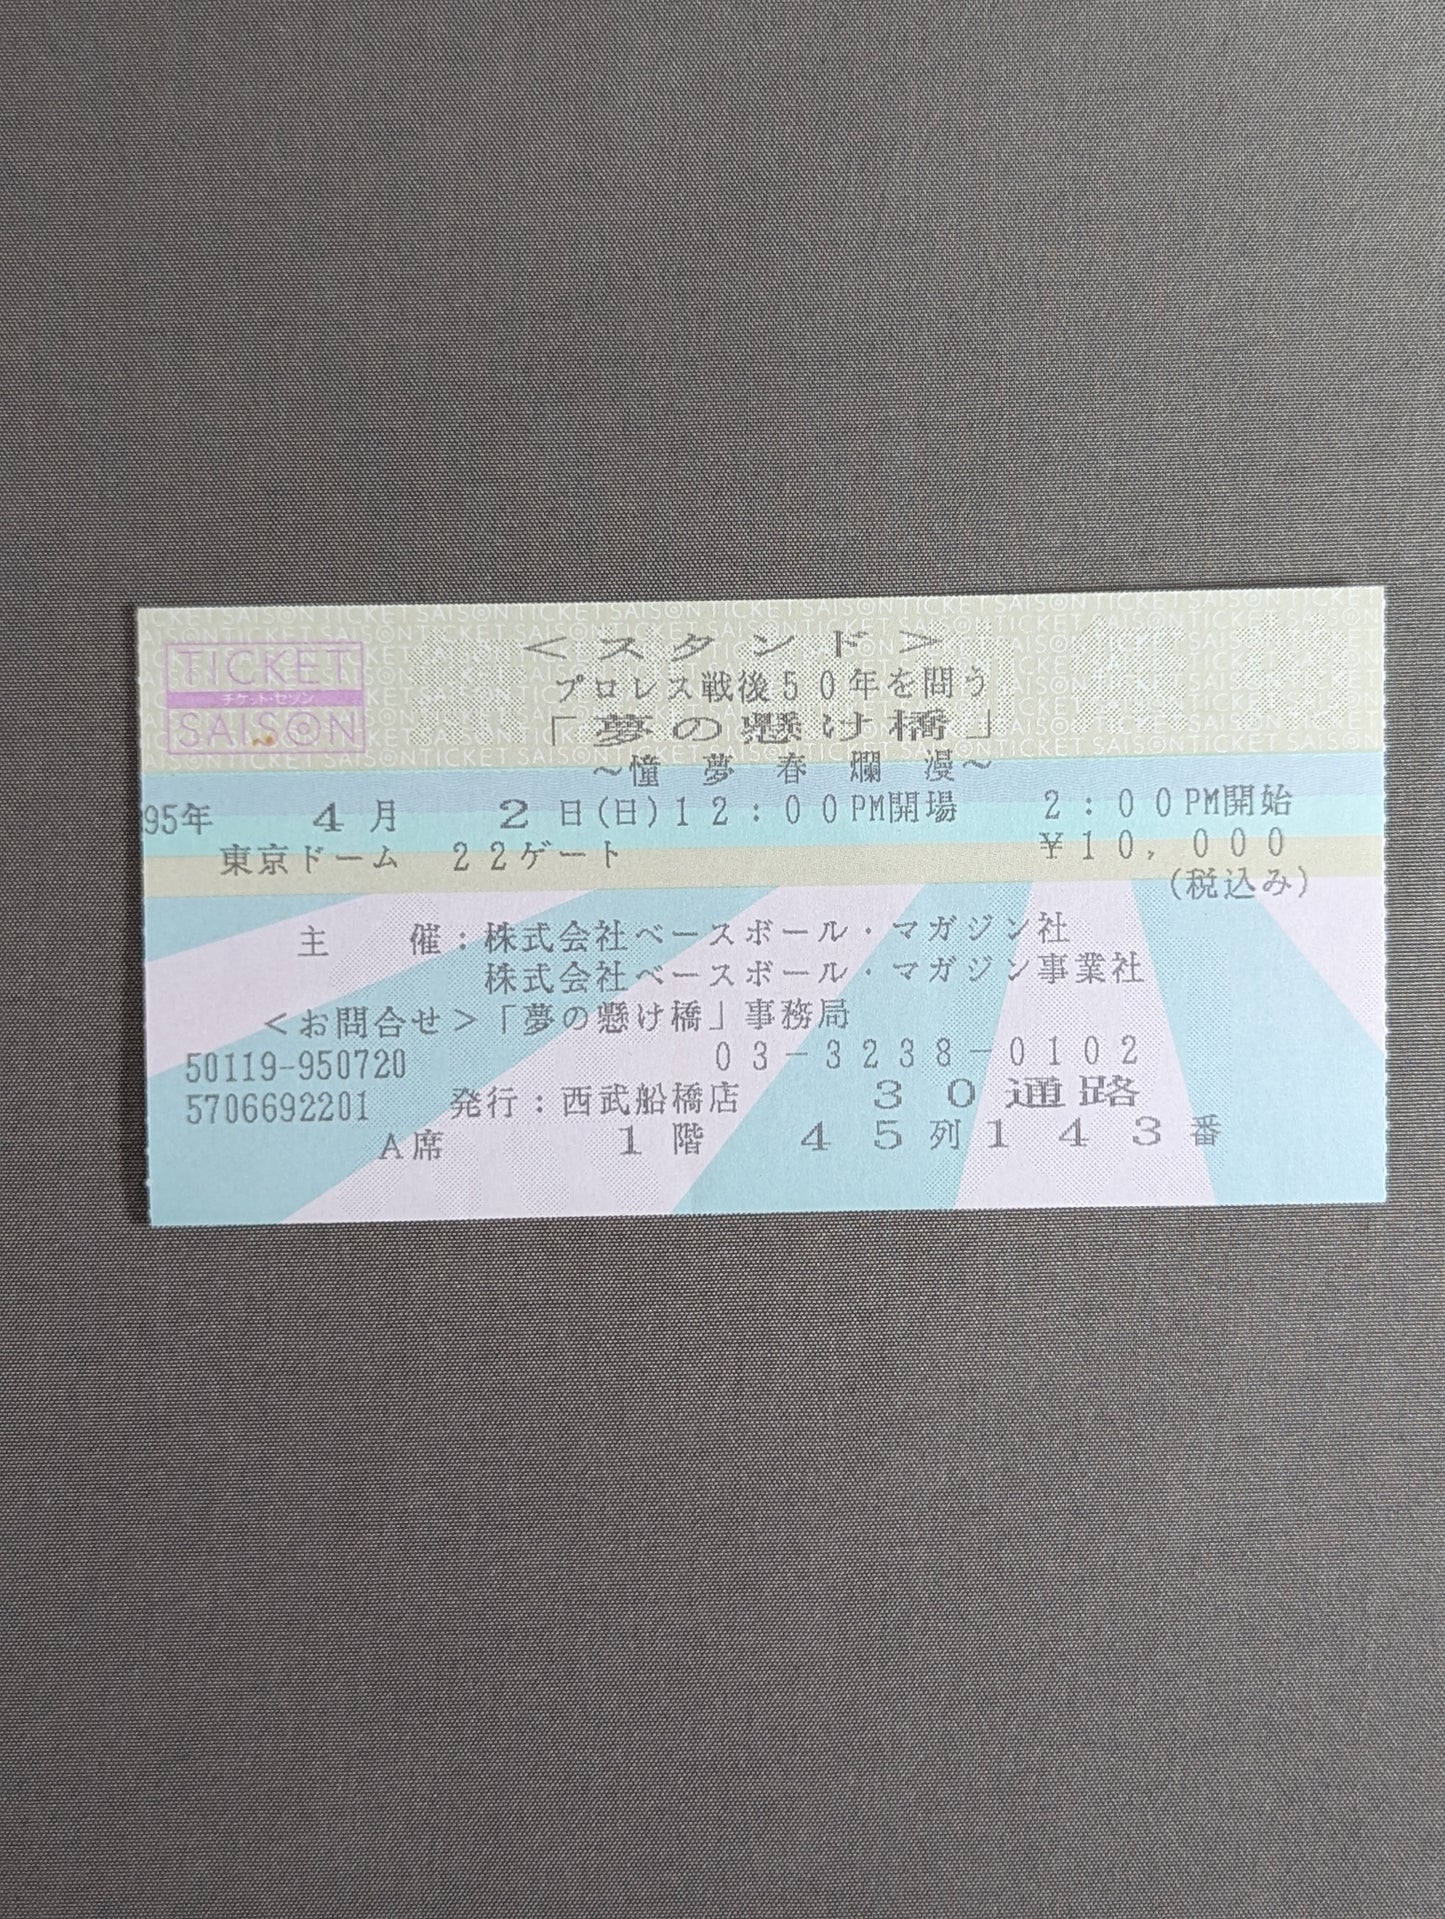 TICKET
チケット・セゾン
SAISON
＜スタンド＞
プロレス戦後50年を問う
「夢の懸け橋」
～憧夢春爛漫～
95年 4月 2日(日)12:00PM開場 2:00PM開始
東京ドーム 22ゲート ¥10,000
(税込み)
主 催:株式会社ベースボール・マガジン社
株式会社ベースボール・マガジン事業社
＜お問合せ＞「夢の懸け橋」事務局
50119-950720 03-3238-0102
5706692201 発行:西武船橋店 30通路
A席 1階 45列143番